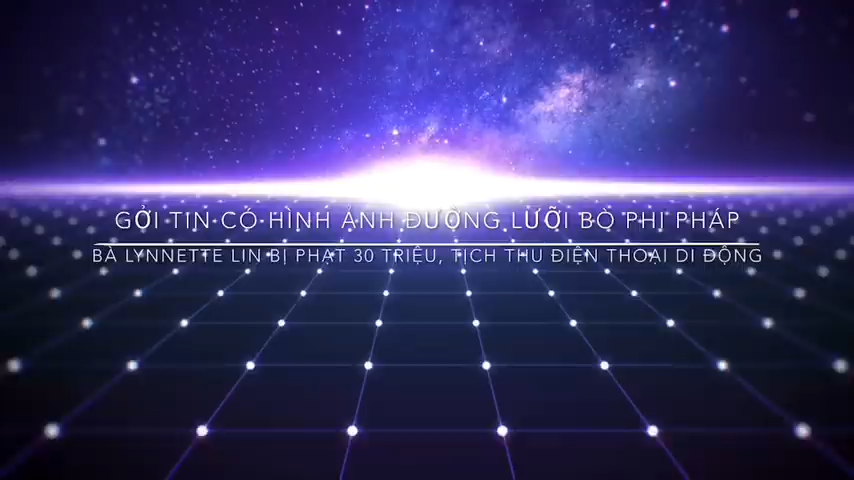 GỞI TIN CÓ HÌNH ẢNH ĐƯỜNG LƯỠI BÒ PHI PHÁP
BÀ LYNNETTE LIN BỊ PHẠT 30 TRIỆU, TỊCH THU ĐIỆN THOẠI DI ĐỘNG